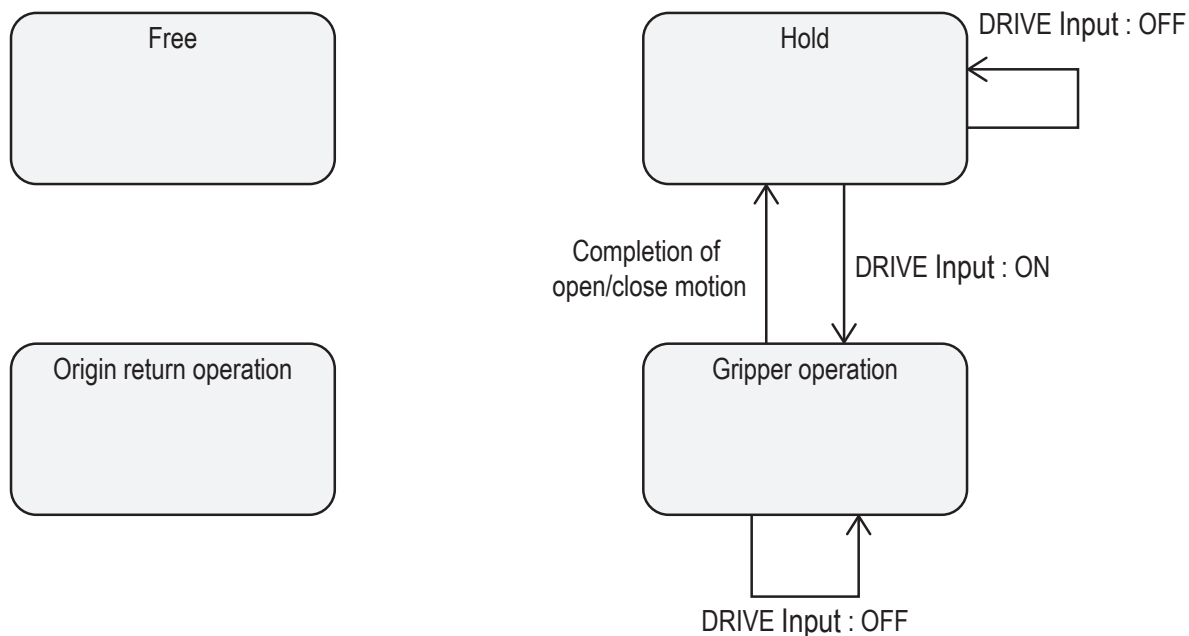 Free
Hold
DRIVE Input : OFF
Completion of
open/close motion
DRIVE Input : ON
Origin return operation
Gripper operation
DRIVE Input : OFF